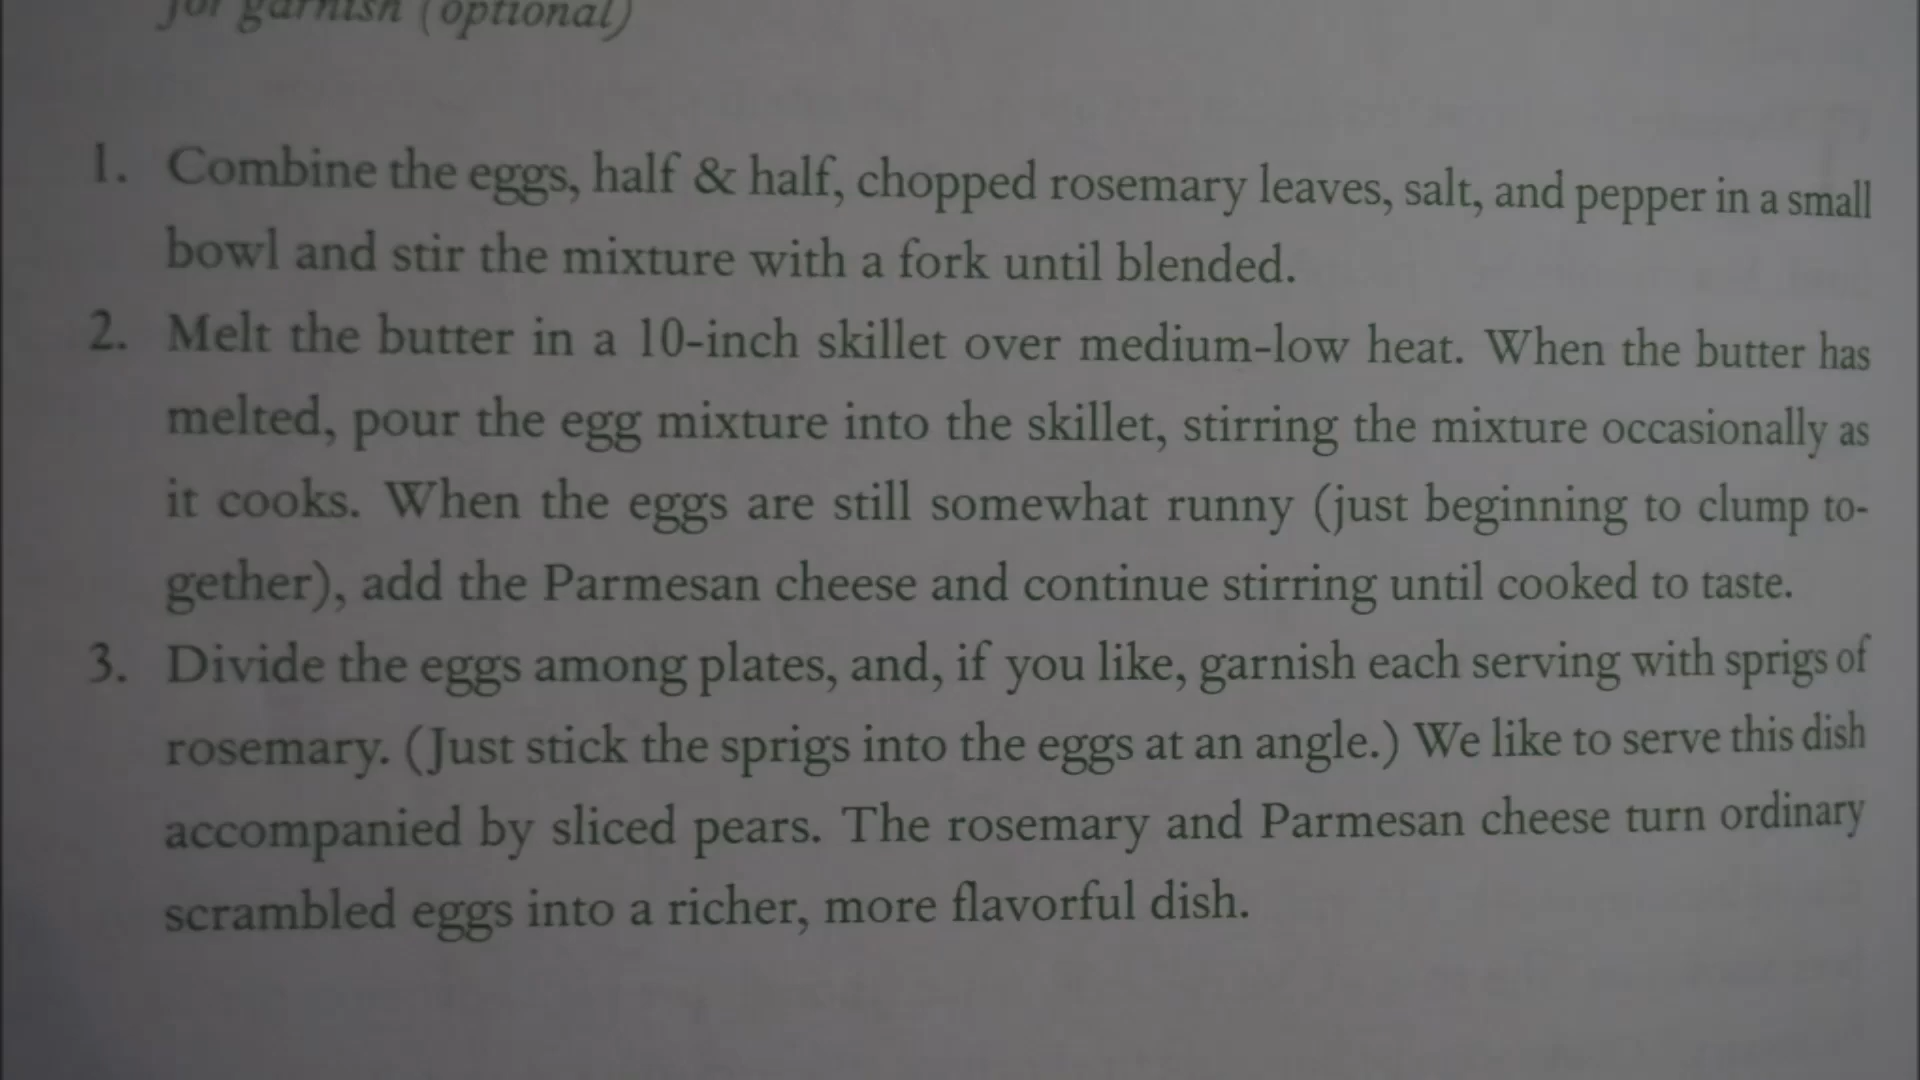 for garnish (optional)
1. Combine the eggs, half & half, chopped rosemary leaves, salt, and pepper in a small
bowl and stir the mixture with a fork until blended.
2. Melt the butter in a 10-inch skillet over medium-low heat. When the butter has
melted, pour the egg mixture into the skillet, stirring the mixture occasionally as
it cooks. When the eggs are still somewhat runny (just beginning to clump to-
gether), add the Parmesan cheese and continue stirring until cooked to taste.
3. Divide the eggs among plates, and, if you like, garnish each serving with sprigs of
rosemary. (Just stick the sprigs into the eggs at an angle.) We like to serve this dish
accompanied by sliced pears. The rosemary and Parmesan cheese turn ordinary
scrambled eggs into a richer, more flavorful dish.